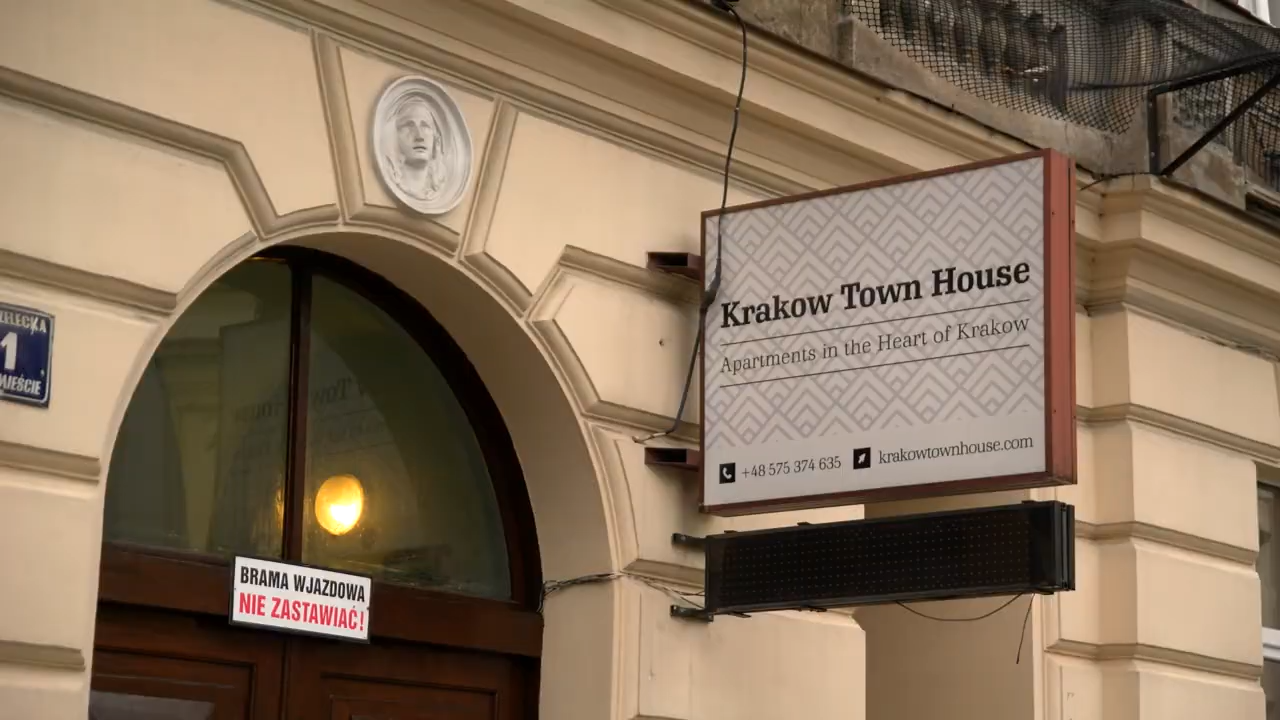 1
Krakow Town House
Apartments in the Heart of Krakow
+48 575 374 635
krakowtownhouse.com
BRAMA WJAZDOWA
NIE ZASTAWIAĆ!